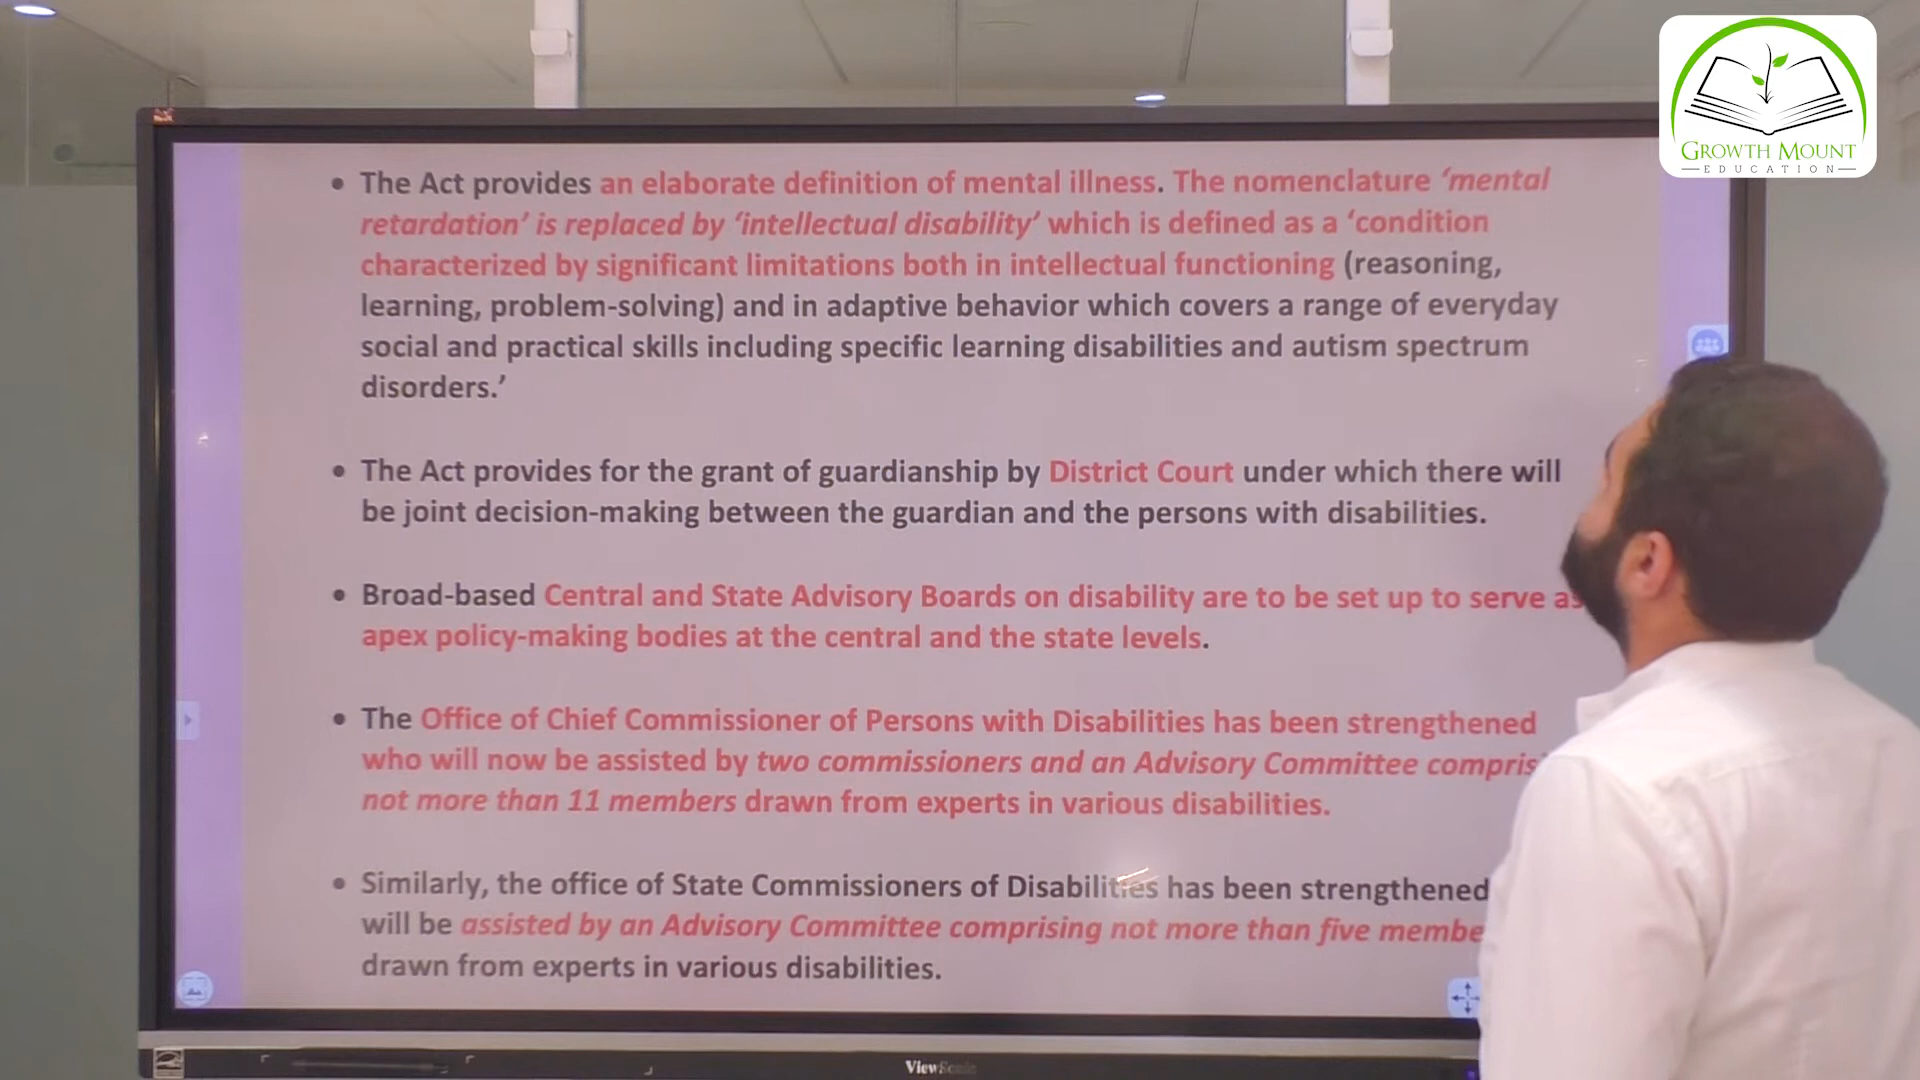 GROWTH MOUNT
EDUCATION
• The Act provides an elaborate definition of mental illness. The nomenclature ‘mental
retardation’ is replaced by ‘intellectual disability’ which is defined as a ‘condition
characterized by significant limitations both in intellectual functioning (reasoning,
learning, problem-solving) and in adaptive behavior which covers a range of everyday
social and practical skills including specific learning disabilities and autism spectrum
disorders.’
• The Act provides for the grant of guardianship by District Court under which there will
be joint decision-making between the guardian and the persons with disabilities.
• Broad-based Central and State Advisory Boards on disability are to be set up to serve as
apex policy-making bodies at the central and the state levels.
• The Office of Chief Commissioner of Persons with Disabilities has been strengthened
who will now be assisted by two commissioners and an Advisory Committee compris
not more than 11 members drawn from experts in various disabilities.
• Similarly, the office of State Commissioners of Disabilities has been strengthened
will be assisted by an Advisory Committee comprising not more than five membe
drawn from experts in various disabilities.